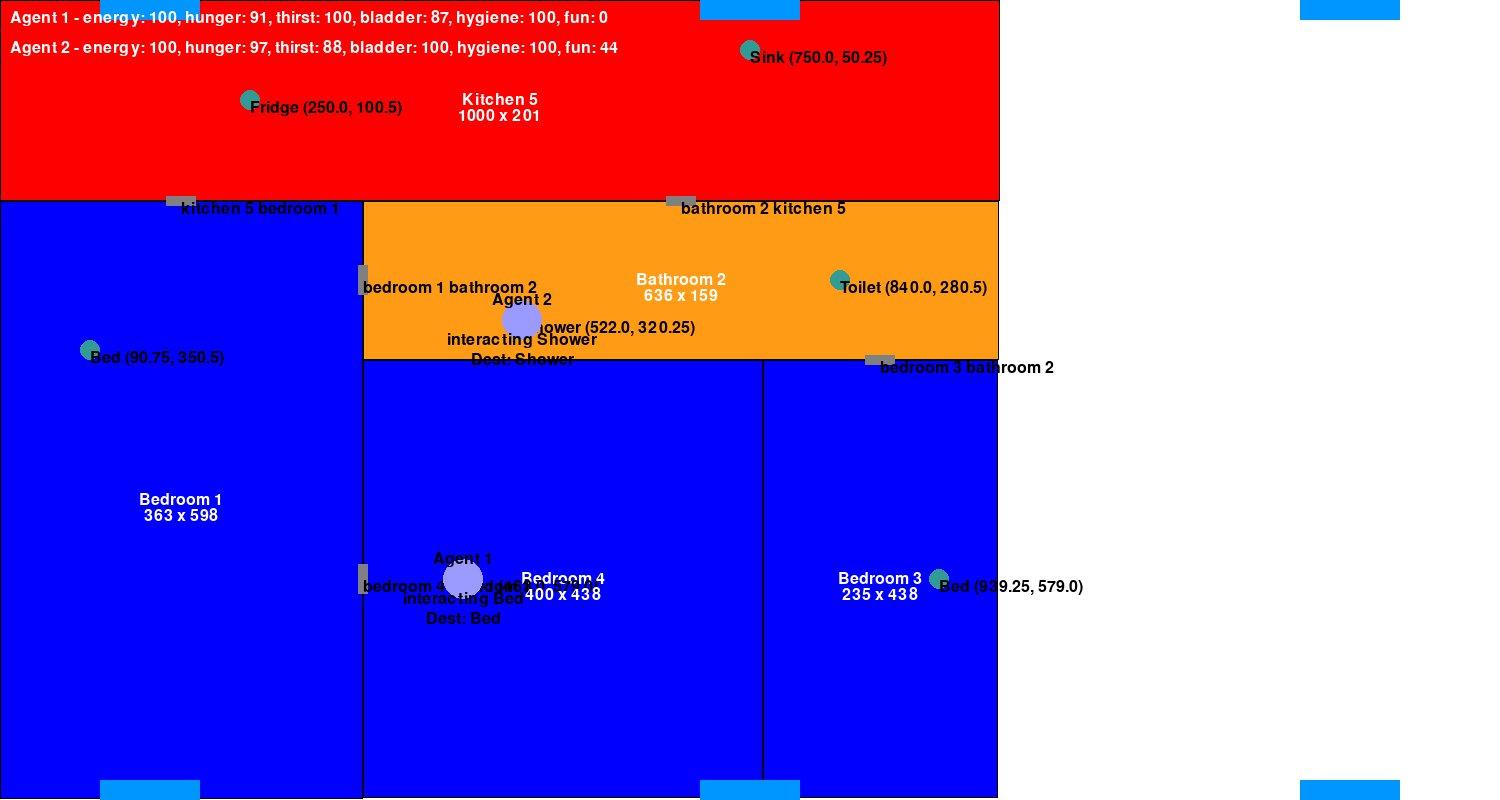 Agent 1 - energy: 100, hunger: 91, thirst: 100, bladder: 87, hygiene: 100, fun: 0
Agent 2 - energy: 100, hunger: 97, thirst: 88, bladder: 100, hygiene: 100, fun: 44
Sink (750.0, 50.25)
Fridge (250.0, 100.5)
Kitchen 5
1000 x 201
kitchen 5 bedroom 1
bathroom 2 kitchen 5
bedroom 1 bathroom 2
Bathroom 2
636 x 159
Toilet (840.0, 280.5)
Agent 2
(522.0, 320.25)
interacting Shower
Dest: Shower
Bed (90.75, 350.5)
bedroom 3 bathroom 2
Bedroom 1
363 x 598
Agent 1
bedroom 4
interacting Bed
Dest: Bed
Bedroom 4
400 x 438
Bedroom 3
235 x 438
Bed (939.25, 579.0)